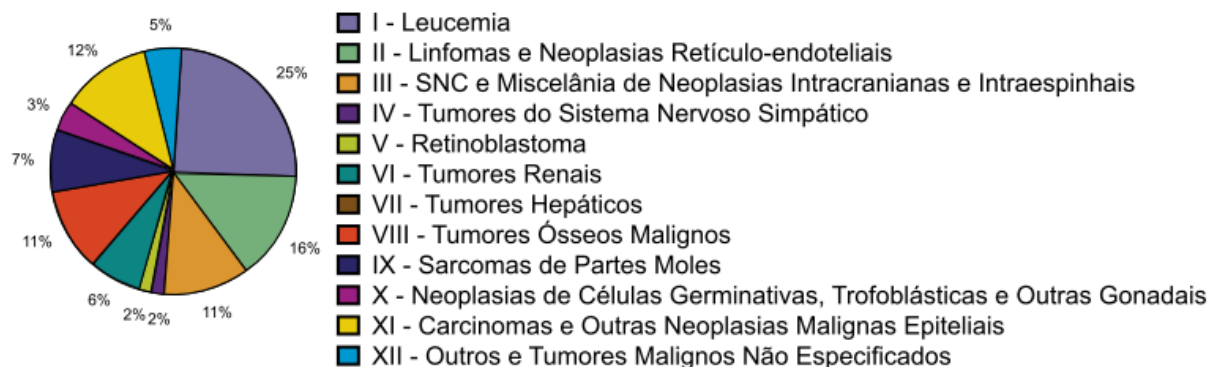 5%
12%
25%
3%
7%
11%
16%
6%
2%
2%
11%
I - Leucemia
II - Linfomas e Neoplasias Retículo-endoteliais
III - SNC e Miscelânia de Neoplasias Intracranianas e Intraespinhais
IV - Tumores do Sistema Nervoso Simpático
V - Retinoblastoma
VI - Tumores Renais
VII - Tumores Hepáticos
VIII - Tumores Ósseos Malignos
IX - Sarcomas de Partes Moles
X - Neoplasias de Células Germinativas, Trofoblásticas e Outras Gonadais
XI - Carcinomas e Outras Neoplasias Malignas Epiteliais
XII - Outros e Tumores Malignos Não Especificados